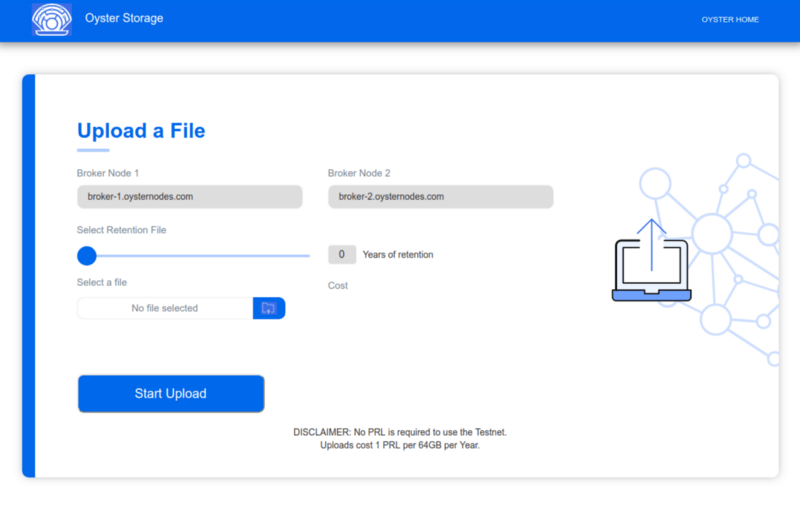 Oyster Storage
OYSTER HOME
Upload a File
Broker Node 1
Broker Node 2
broker-1.oysternodes.com
broker-2.oysternodes.com
Select Retention File
0 Years of retention
Select a file
Cost
No file selected
Start Upload
DISCLAIMER: No PRL is required to use the Testnet.
Uploads cost 1 PRL per 64GB per Year.